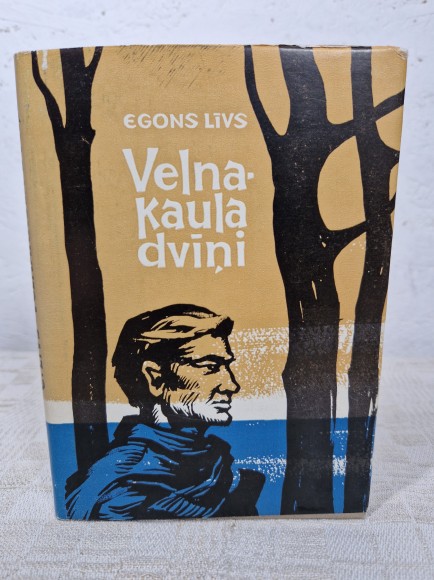 EGONS LĪVS
Velna-
kaula
dvīņi